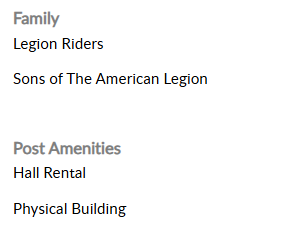 Family
Legion Riders
Sons of The American Legion
Post Amenities
Hall Rental
Physical Building